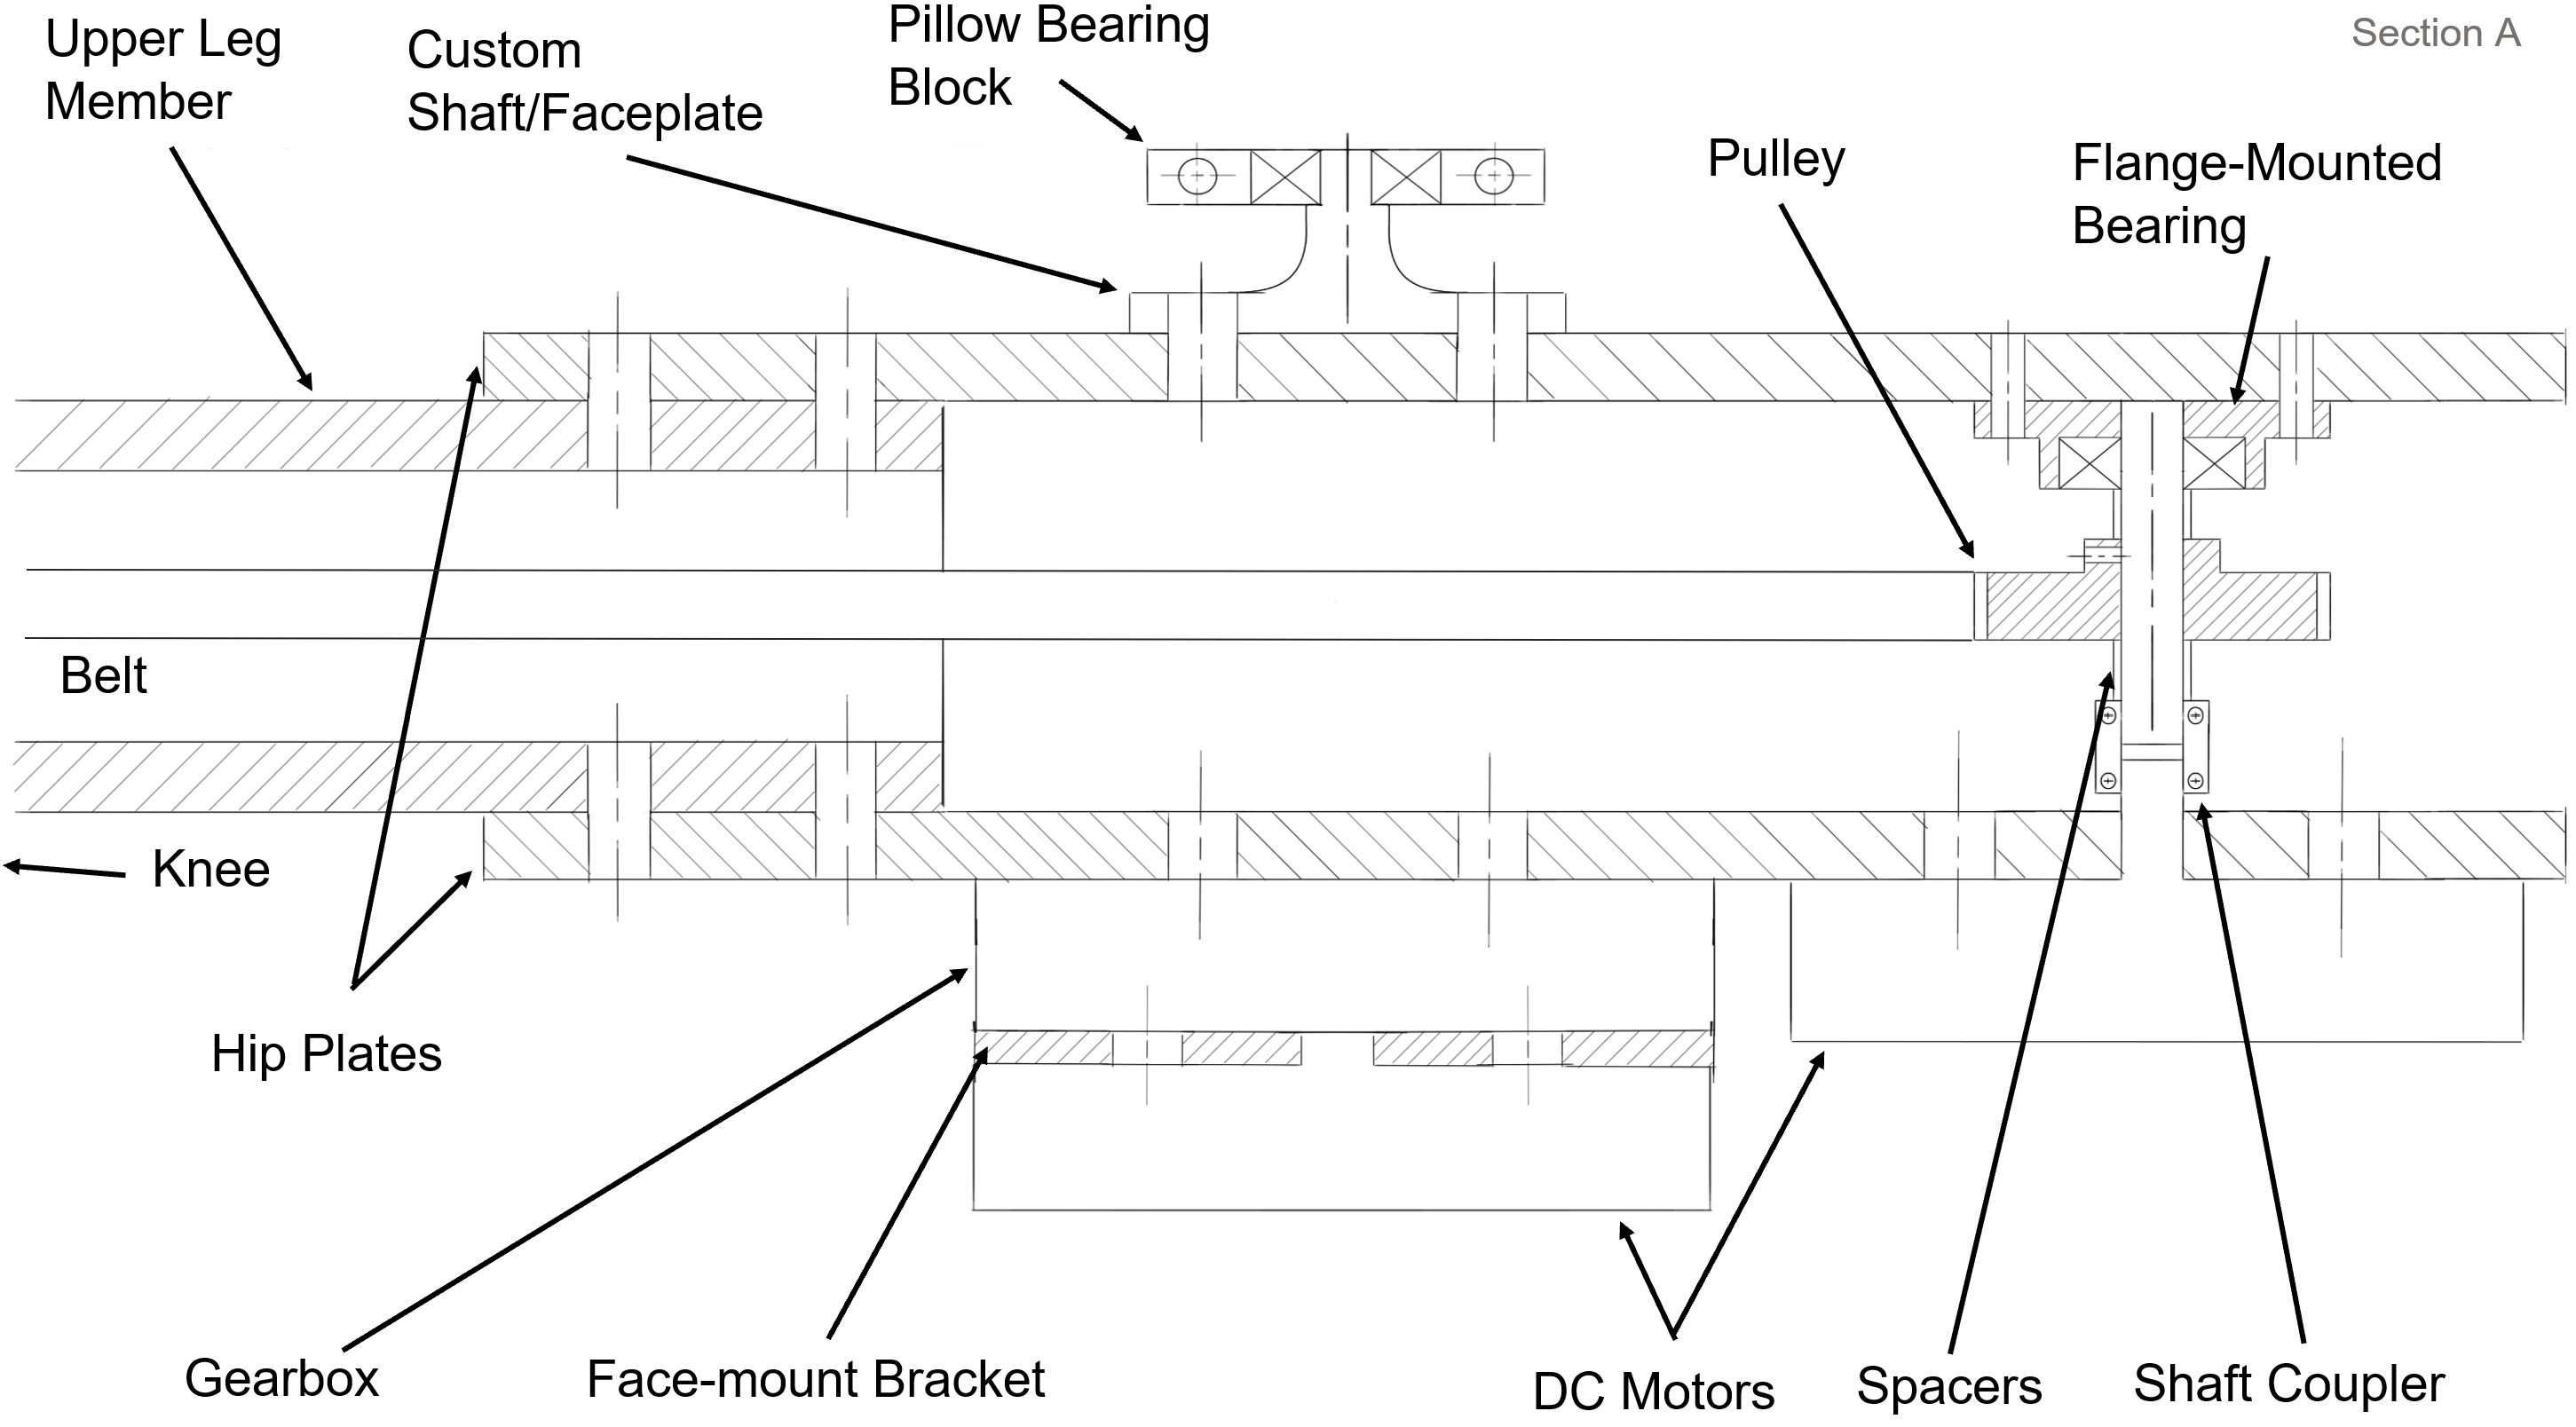 Upper Leg
Member
Custom
Shaft/Faceplate
Pillow Bearing
Block
Section A
Pulley
Flange-Mounted
Bearing
Belt
Knee
Hip Plates
Gearbox
Face-mount Bracket
DC Motors
Spacers
Shaft Coupler